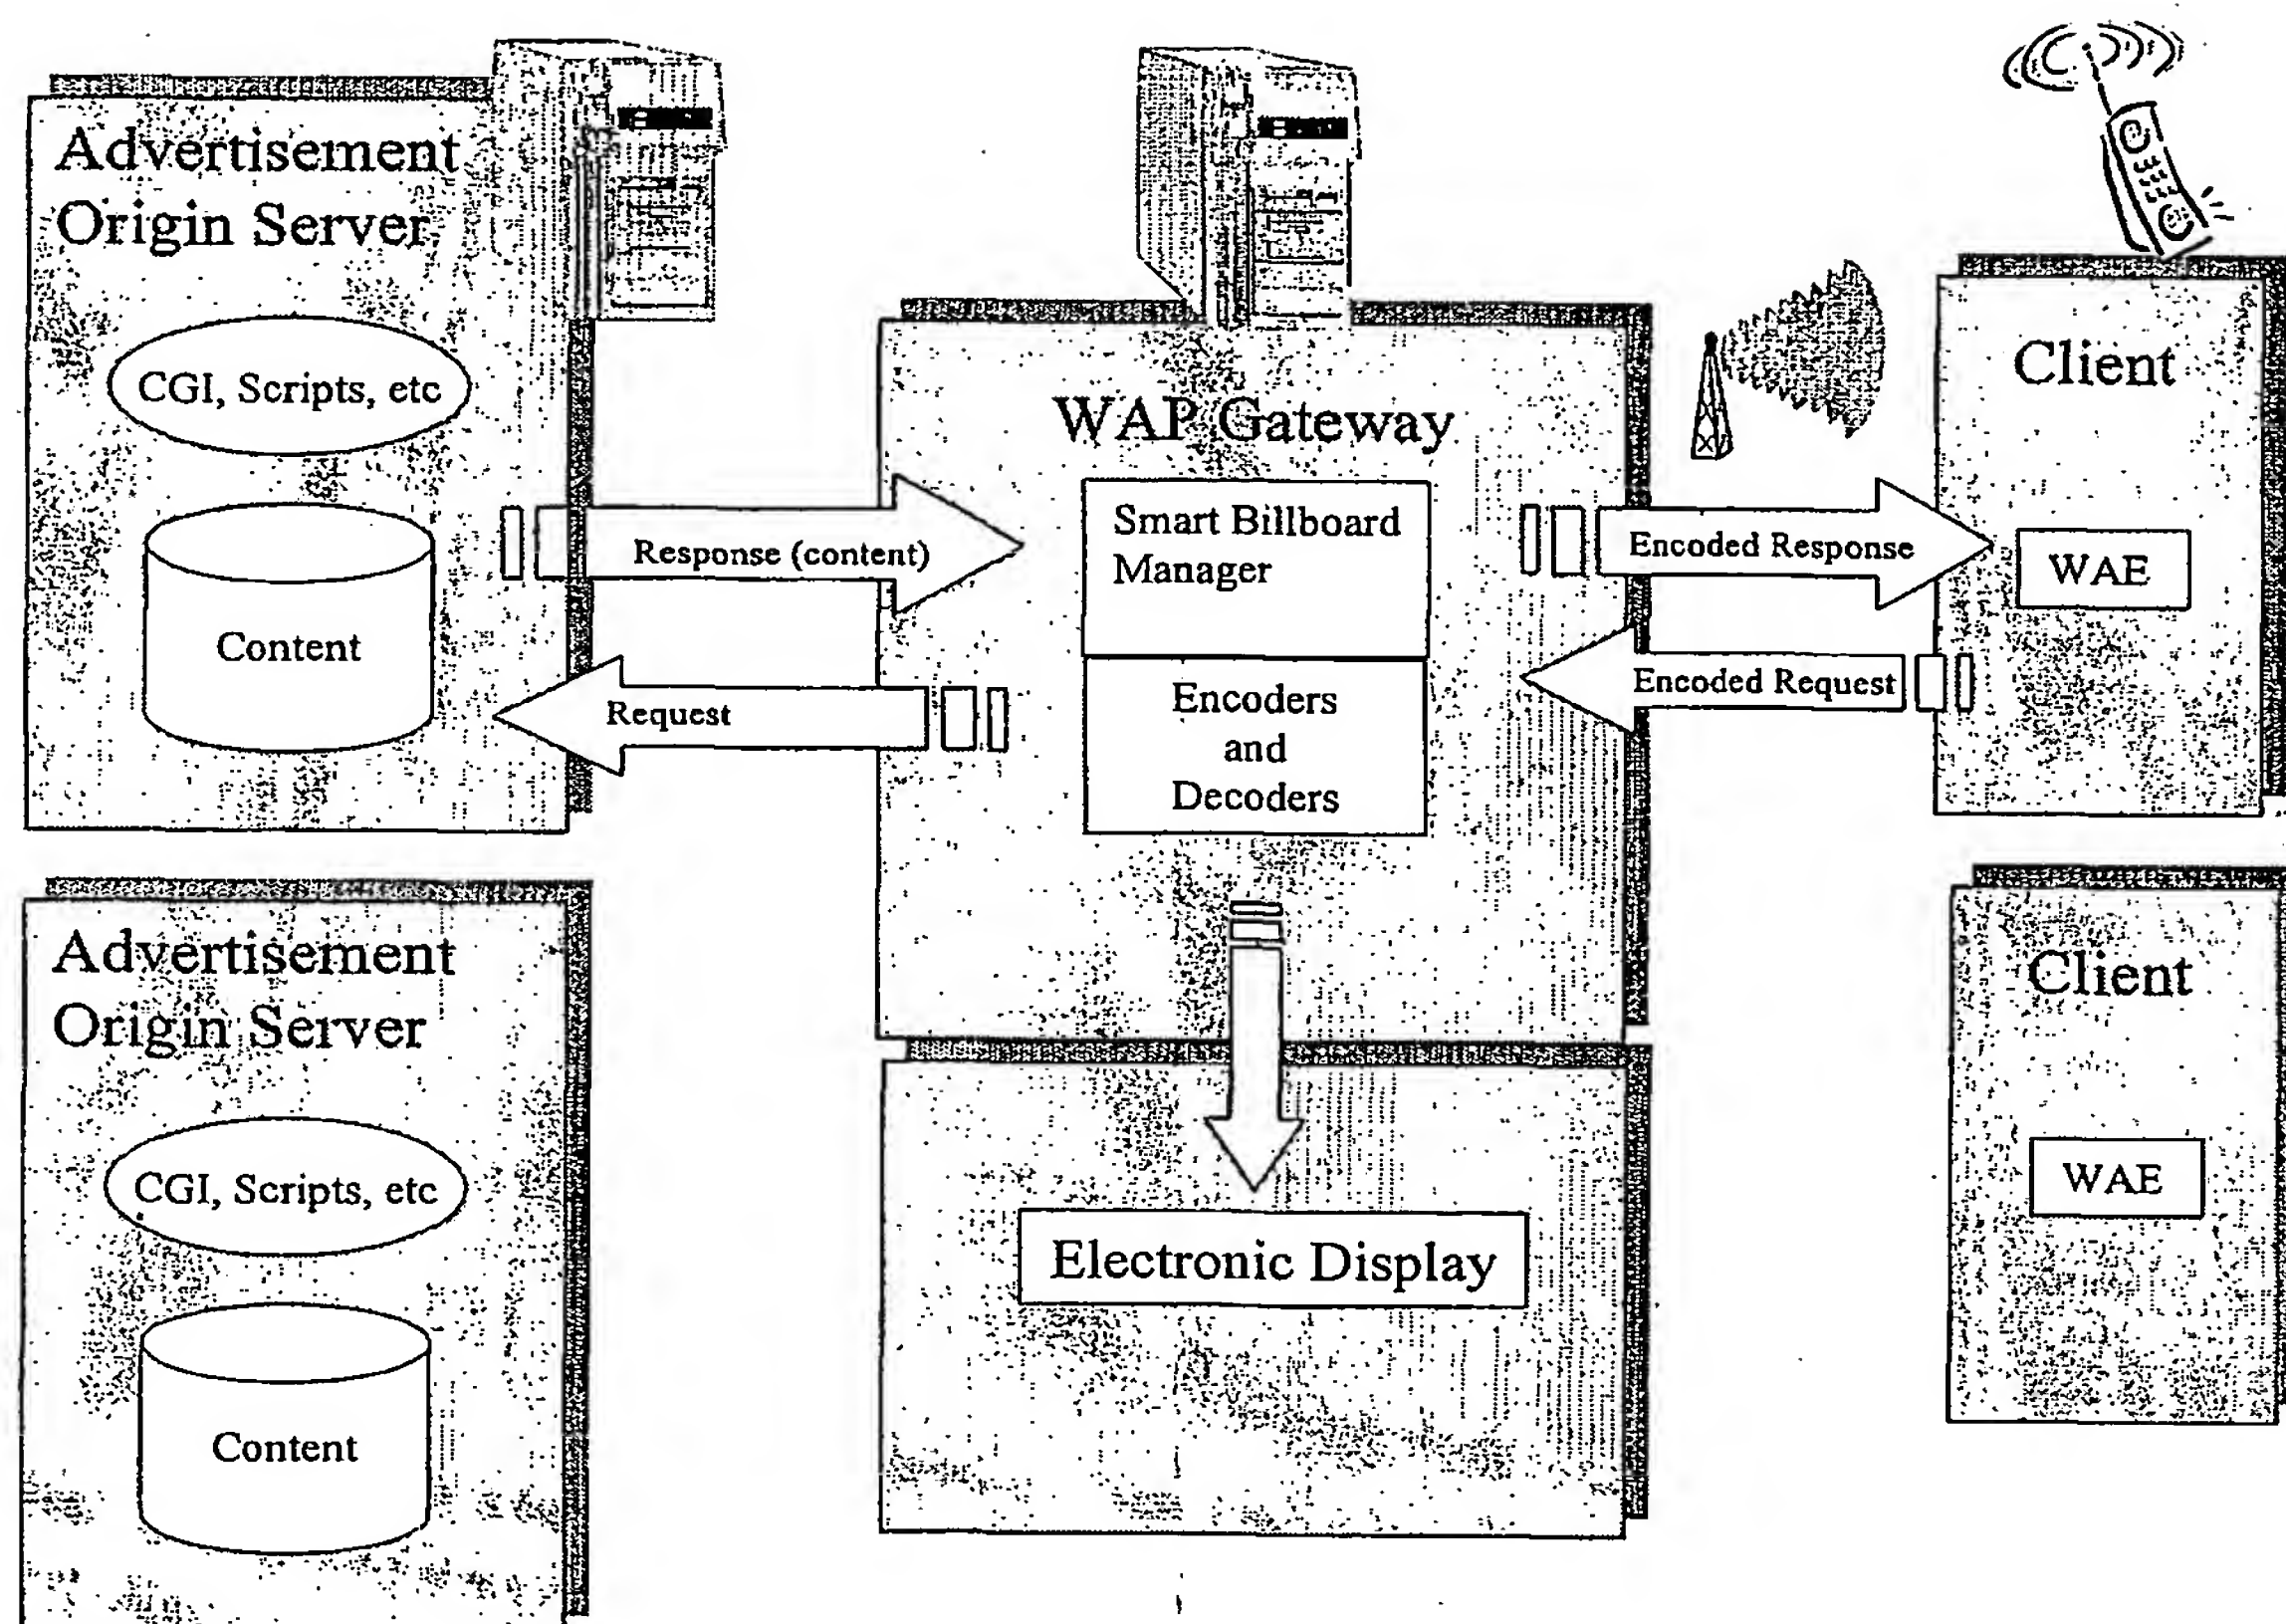 Advertisement
Origin Server
CGI, Scripts, etc
Content
Response (content)
Request
WAP Gateway
Smart Billboard
Manager
Encoders
and
Decoders
Encoded Response
Encoded Request
Client
WAE
Advertisement
Origin Server
CGI, Scripts, etc
Content
Electronic Display
Client
WAE